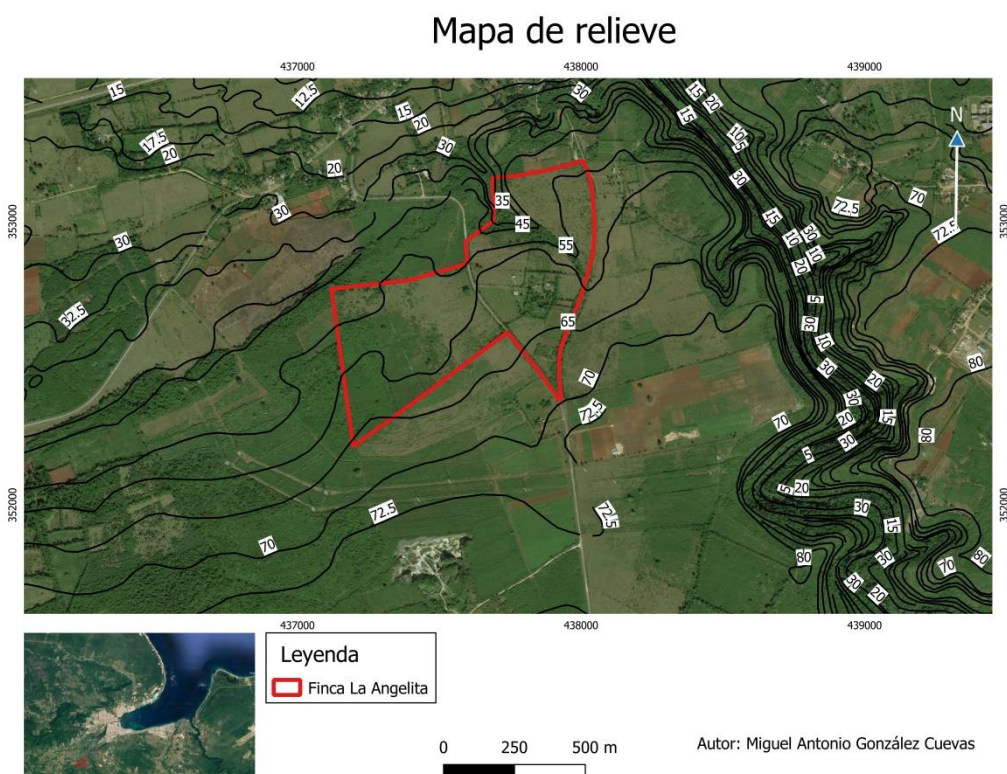 Mapa de relieve
437000 438000 439000
N
353000 353000
352000 352000
15 12.5 15 20 17.5 20 20 30 30 30 32.5
30 35 45 55 65 70 72.5
72.5 70 72.5
15 20 10 5 15 30 15 10 20 30 10 72.5 70 72.5
5 30 10 30 20 15 30 20 30 80 80
70 5 20 30 15 30 80 30 20 70
437000 438000 439000
Leyenda
Finca La Angelita
0 250 500 m
Autor: Miguel Antonio González Cuevas